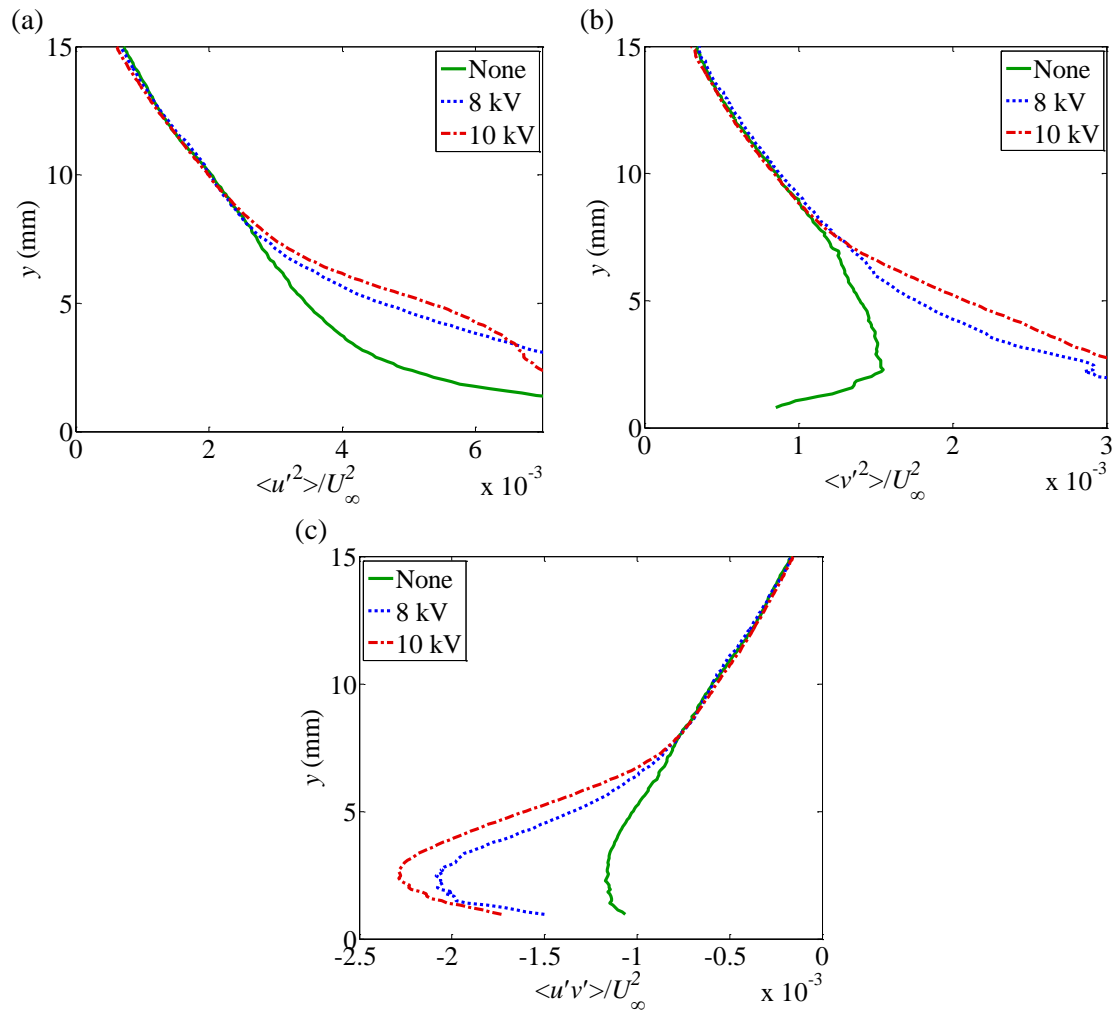 (a)
15
10
5
0
y (mm)
None
8 kV
10 kV
0
2
4
6
<u'²>/U∞²
x 10⁻³
(b)
15
10
5
0
y (mm)
None
8 kV
10 kV
0
1
2
3
<v'²>/U∞²
x 10⁻³
(c)
15
10
5
0
y (mm)
None
8 kV
10 kV
-2.5
-2
-1.5
-1
-0.5
0
<u'v'>/U∞²
x 10⁻³